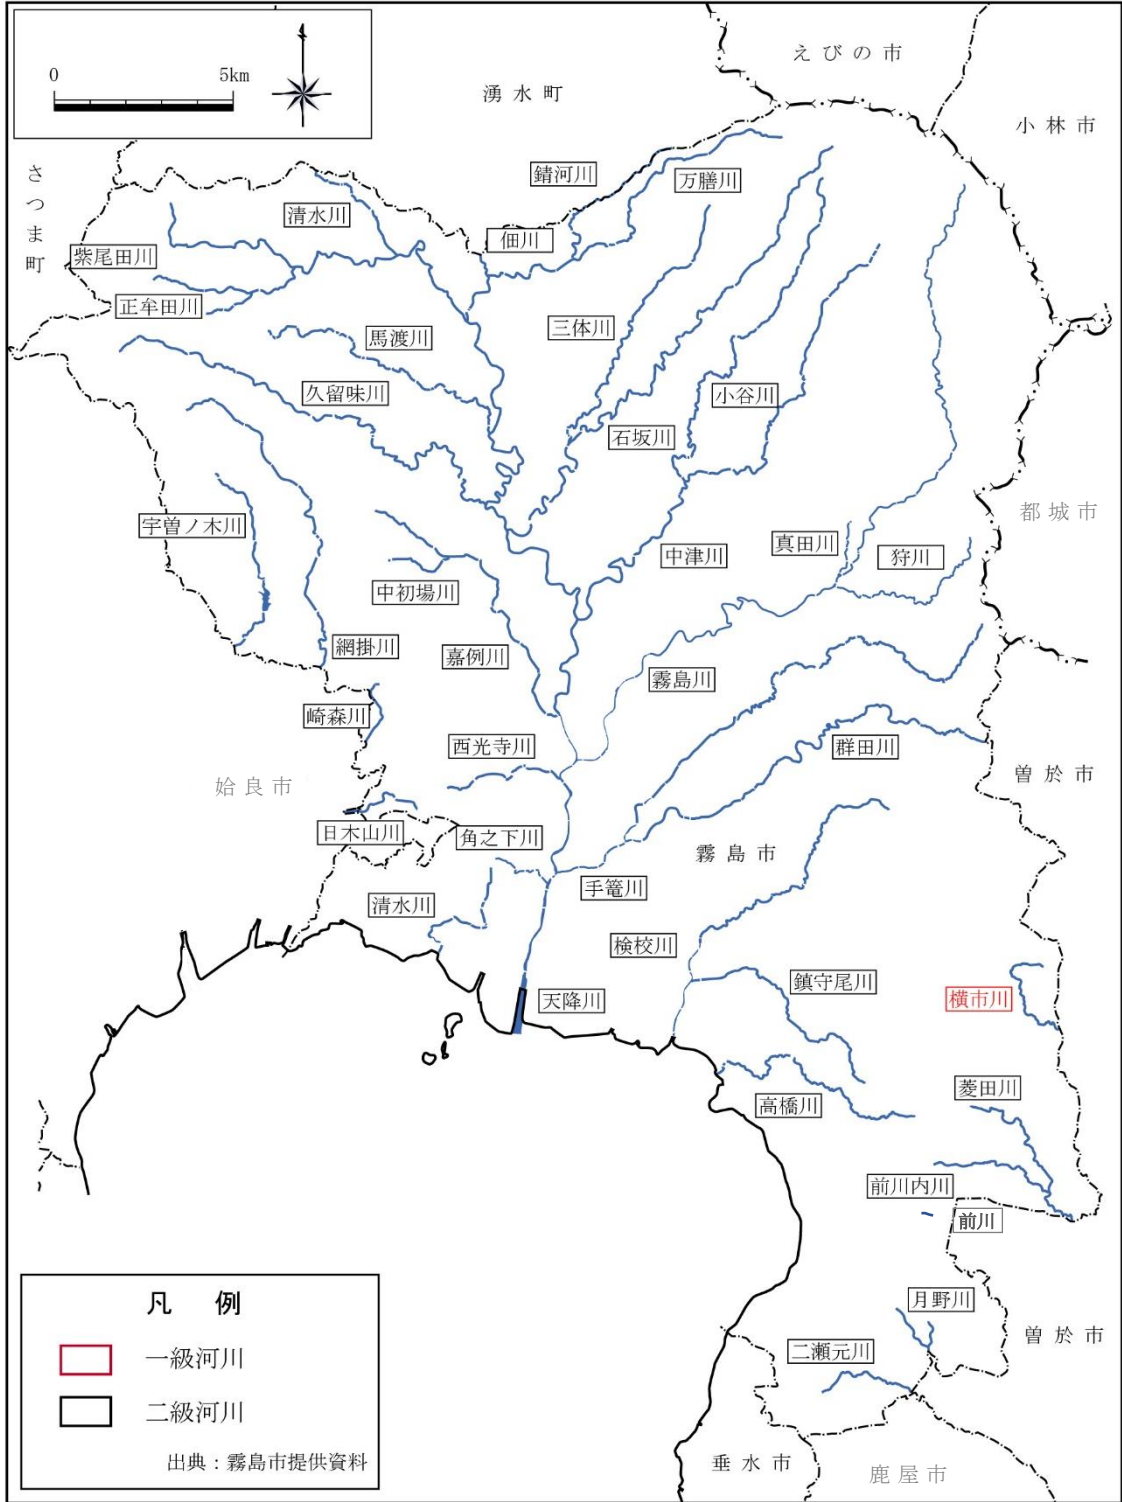 0 5km
えびの市
湧水町
小林市
さつま町
錆河川
万膳川
清水川
佃川
紫尾田川
正牟田川
馬渡川
三体川
久留味川
小谷川
石坂川
宇曽ノ木川
都城市
真田川
狩川
中津川
中初場川
網掛川
嘉例川
霧島川
崎森川
西光寺川
群田川
姶良市
曽於市
日木山川
角之下川
霧島市
手篭川
清水川
検校川
鎮守尾川
横市川
天降川
菱田川
高橋川
前川内川
前川
月野川
曽於市
二瀬元川
垂水市
鹿屋市
凡 例
一級河川
二級河川
出典：霧島市提供資料